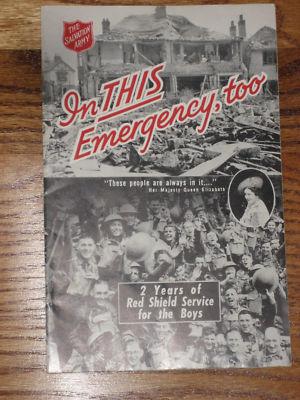 THE
SALVATION
ARMY
In THIS
Emergency, too
"These people are always in it...."
Her Majesty Queen Elizabeth
2 Years of
Red Shield Service
for the Boys